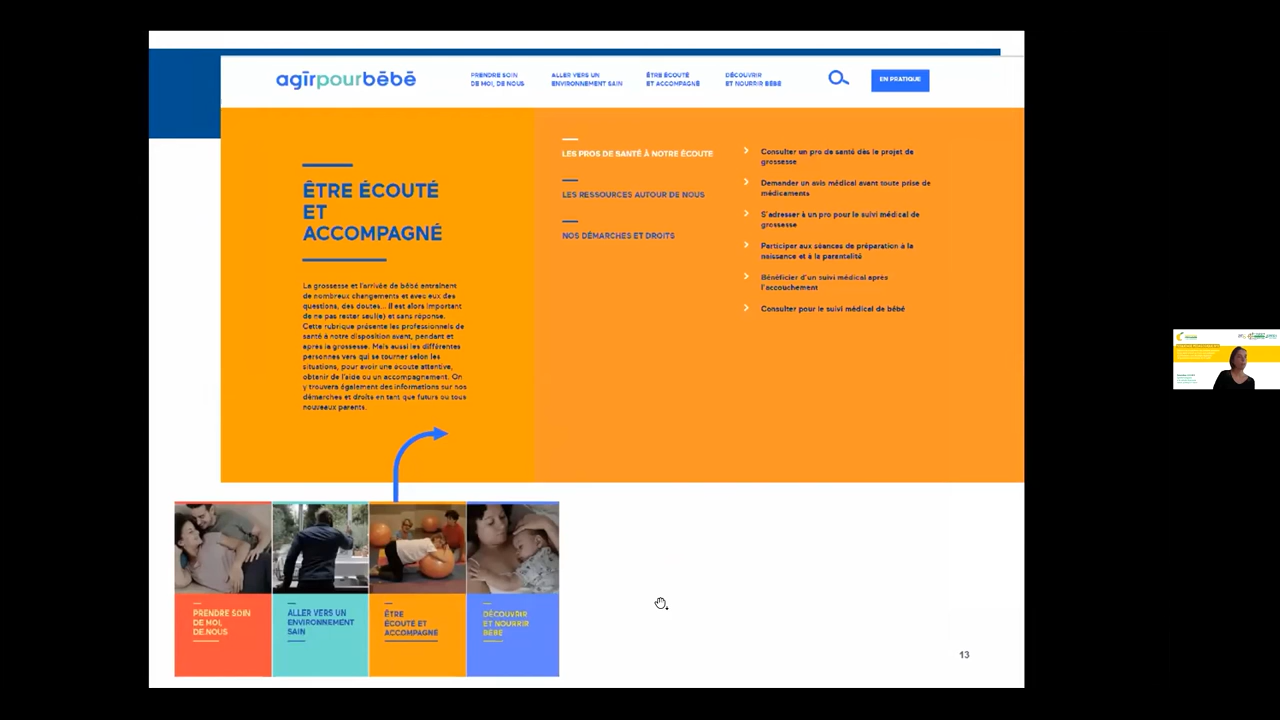 agirpourbébé
PRENDRE SOIN
DE MOI, DE NOUS
ALLER VERS UN
ENVIRONNEMENT SAIN
ÊTRE ÉCOUTÉ
ET ACCOMPAGNÉ
DÉCOUVRIR
ET NOURRIR BÉBÉ
EN PRATIQUE
ÊTRE ÉCOUTÉ
ET
ACCOMPAGNÉ
La grossesse et l'arrivée de bébé entraînent
de nombreux changements et avec eux des
questions, des doutes... Il est alors important
de ne pas rester seul(e) et sans réponse.
Cette rubrique présente les professionnels de
santé à notre disposition avant, pendant et
après la grossesse. Mais aussi les différentes
personnes vers qui se tourner selon les
situations, pour avoir une écoute attentive,
obtenir de l'aide ou un accompagnement. On
y trouvera également des informations sur nos
démarches et droits en tant que futurs ou tous
nouveaux parents.
LES PROS DE SANTÉ À NOTRE ÉCOUTE
LES RESSOURCES AUTOUR DE NOUS
NOS DÉMARCHES ET DROITS
Consulter un pro de santé dès le projet de
grossesse
Demander un avis médical avant toute prise de
médicaments
S'adresser à un pro pour le suivi médical de
grossesse
Participer aux séances de préparation à la
naissance et à la parentalité
Bénéficier d'un suivi médical après
l'accouchement
Consulter pour le suivi médical de bébé
PRENDRE SOIN
DE MOI,
DE NOUS
ALLER VERS UN
ENVIRONNEMENT
SAIN
ÊTRE
ÉCOUTÉ ET
ACCOMPAGNÉ
DÉCOUVRIR
ET NOURRIR
BÉBÉ
13